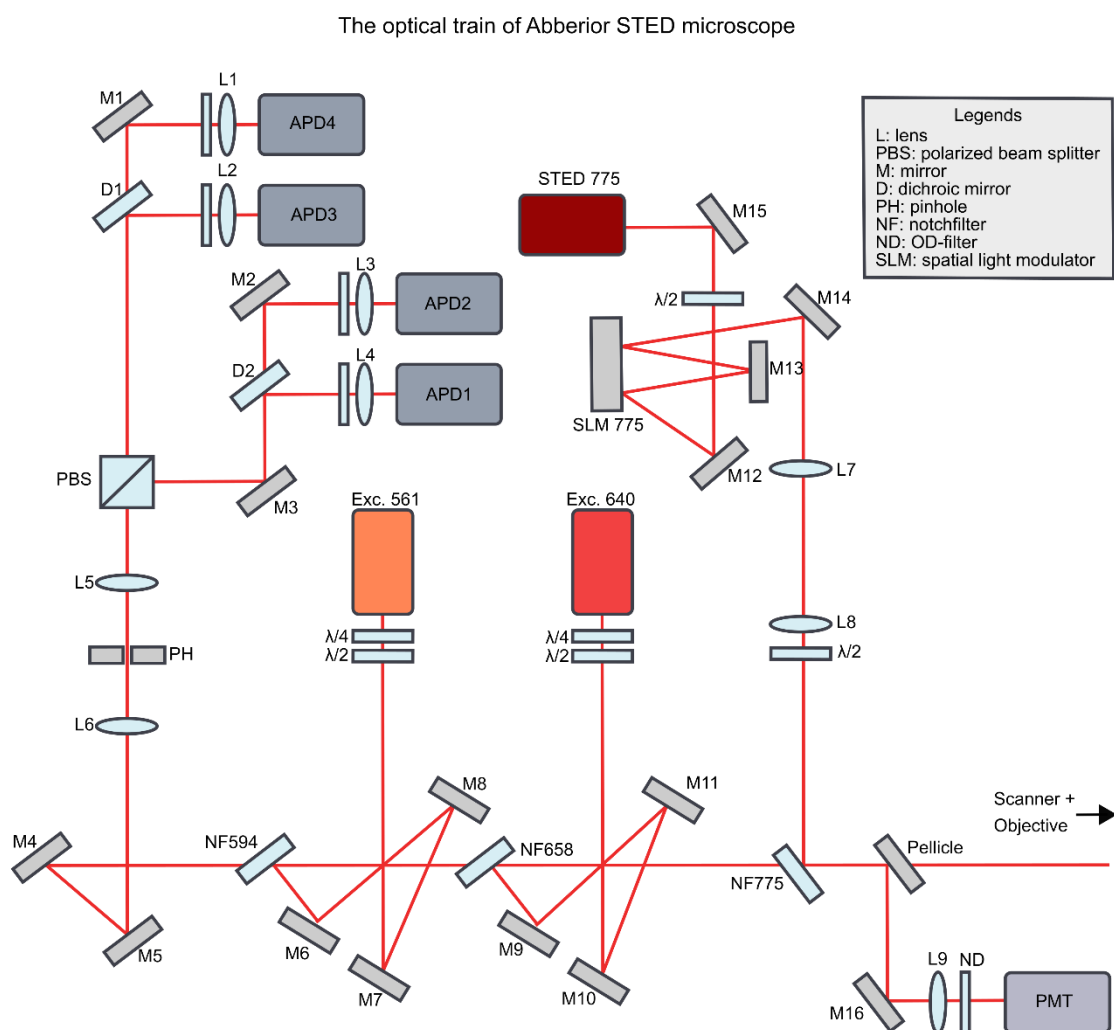 The optical train of Abberior STED microscope
L1
M1
APD4
Legends
L: lens
PBS: polarized beam splitter
M: mirror
D: dichroic mirror
PH: pinhole
NF: notchfilter
ND: OD-filter
SLM: spatial light modulator
L2
D1
APD3
STED 775
M15
M2
L3
APD2
λ/2
M14
D2
L4
APD1
M13
SLM 775
PBS
M3
M12
L7
Exc. 561
Exc. 640
L5
λ/4
λ/2
λ/4
λ/2
L8
λ/2
PH
L6
M8
M11
Scanner +
Objective
M4
NF594
NF658
Pellicle
NF775
M5
M6
M7
M9
M10
L9
ND
M16
PMT